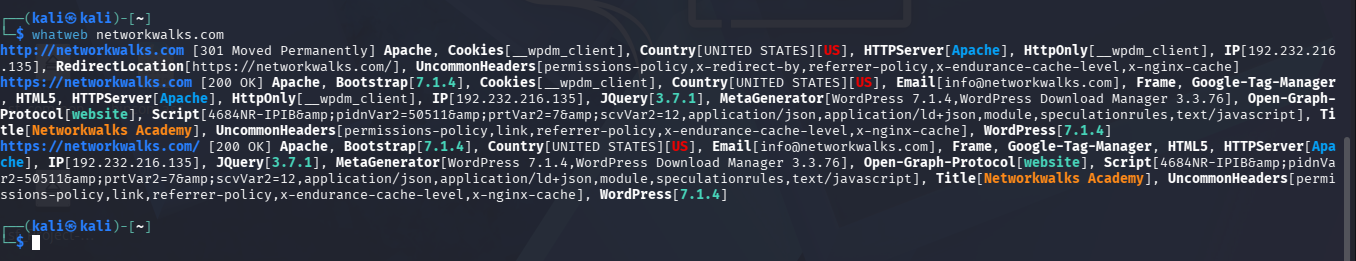 ┌──(kali㉿kali)-[~]
└─$ whatweb networkwalks.com
http://networkwalks.com [301 Moved Permanently] Apache, Cookies[__wpdm_client], Country[UNITED STATES][US], HTTPServer[Apache], HttpOnly[__wpdm_client], IP[192.232.216
.135], RedirectLocation[https://networkwalks.com/], UncommonHeaders[permissions-policy,x-redirect-by,referrer-policy,x-endurance-cache-level,x-nginx-cache]
https://networkwalks.com [200 OK] Apache, Bootstrap[7.1.4], Cookies[__wpdm_client], Country[UNITED STATES][US], Email[info@networkwalks.com], Frame, Google-Tag-Manager
, HTML5, HTTPServer[Apache], HttpOnly[__wpdm_client], IP[192.232.216.135], JQuery[3.7.1], MetaGenerator[WordPress 7.1.4,WordPress Download Manager 3.3.76], Open-Graph-
Protocol[website], Script[4684NR-IPIB&amp;pidnVar2=50511&amp;prtVar2=7&amp;scvVar2=12,application/json,application/ld+json,module,speculationrules,text/javascript], Ti
tle[Networkwalks Academy], UncommonHeaders[permissions-policy,link,referrer-policy,x-endurance-cache-level,x-nginx-cache], WordPress[7.1.4]
https://networkwalks.com/ [200 OK] Apache, Bootstrap[7.1.4], Country[UNITED STATES][US], Email[info@networkwalks.com], Frame, Google-Tag-Manager, HTML5, HTTPServer[Apa
che], IP[192.232.216.135], JQuery[3.7.1], MetaGenerator[WordPress 7.1.4,WordPress Download Manager 3.3.76], Open-Graph-Protocol[website], Script[4684NR-IPIB&amp;pidnVa
r2=50511&amp;prtVar2=7&amp;scvVar2=12,application/json,application/ld+json,module,speculationrules,text/javascript], Title[Networkwalks Academy], UncommonHeaders[permi
ssions-policy,link,referrer-policy,x-endurance-cache-level,x-nginx-cache], WordPress[7.1.4]
┌──(kali㉿kali)-[~]
└─$